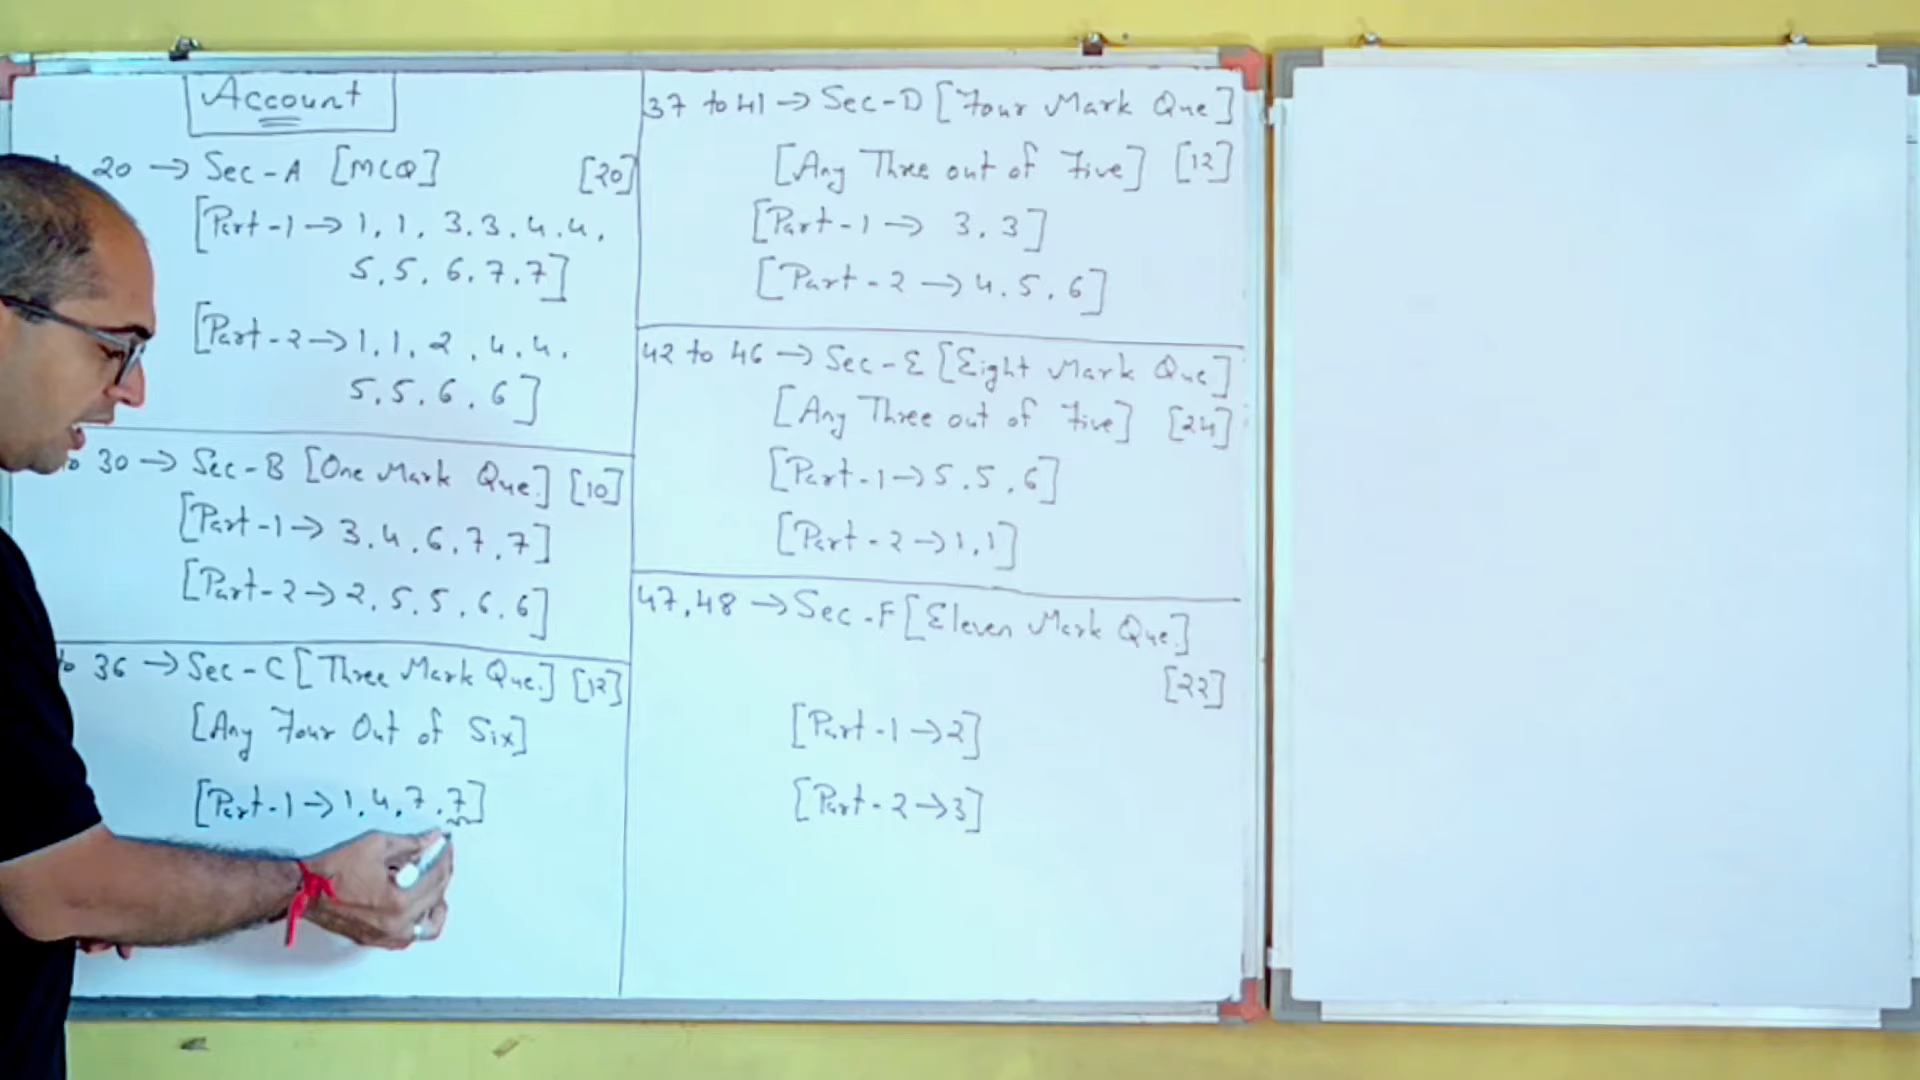 Account
20 → Sec-A [MCQ] [20]
[Part-1 → 1, 1, 3, 3, 4, 4,
5, 5, 6, 7, 7]
[Part-2 → 1, 1, 2, 4, 4,
5, 5, 6, 6]
30 → Sec-B [One Mark Que.] [10]
[Part-1 → 3, 4, 6, 7, 7]
[Part-2 → 2, 5, 5, 6, 6]
to 36 → Sec-C [Three Mark Que.] [12]
[Any Four Out of Six]
[Part-1 → 1, 4, 7, 7]
37 to 41 → Sec-D [Four Mark Que]
[Any Three out of Five] [12]
[Part-1 → 3, 3]
[Part-2 → 4, 5, 6]
42 to 46 → Sec-E [Eight Mark Que]
[Any Three out of Five] [24]
[Part-1 → 5, 5, 6]
[Part-2 → 1, 1]
47, 48 → Sec-F [Eleven Mark Que.]
[22]
[Part-1 → 2]
[Part-2 → 3]